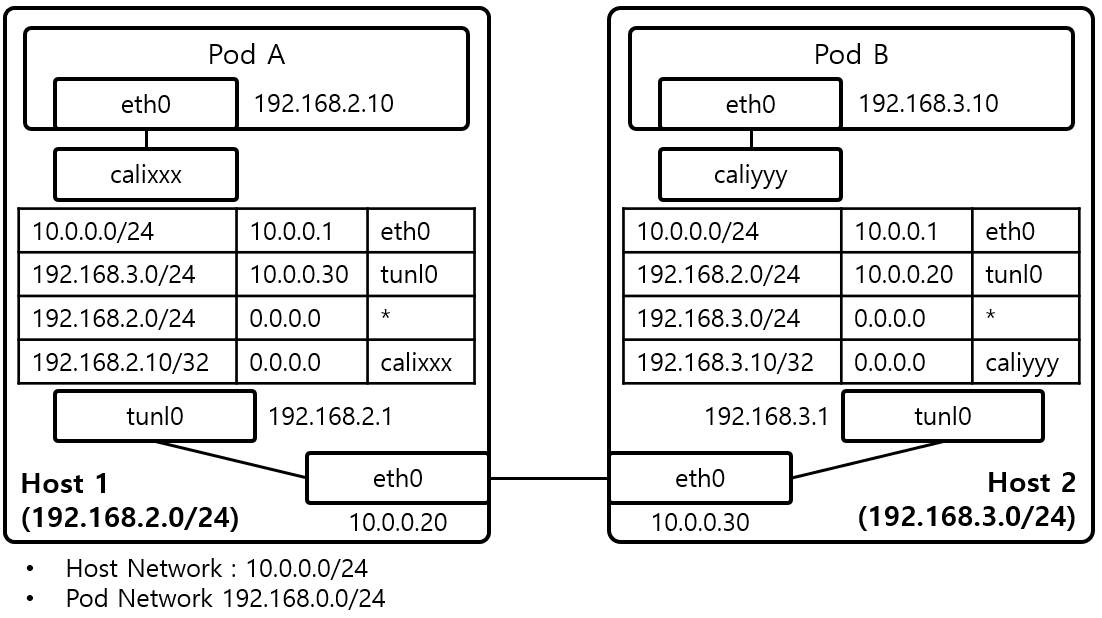 Pod A
eth0 192.168.2.10
calixxx
10.0.0.0/24 10.0.0.1 eth0
192.168.3.0/24 10.0.0.30 tunl0
192.168.2.0/24 0.0.0.0 *
192.168.2.10/32 0.0.0.0 calixxx
tunl0 192.168.2.1
eth0
10.0.0.20
Host 1
(192.168.2.0/24)
Pod B
eth0 192.168.3.10
caliyyy
10.0.0.0/24 10.0.0.1 eth0
192.168.2.0/24 10.0.0.20 tunl0
192.168.3.0/24 0.0.0.0 *
192.168.3.10/32 0.0.0.0 caliyyy
192.168.3.1 tunl0
eth0
10.0.0.30
Host 2
(192.168.3.0/24)
• Host Network : 10.0.0.0/24
• Pod Network 192.168.0.0/24